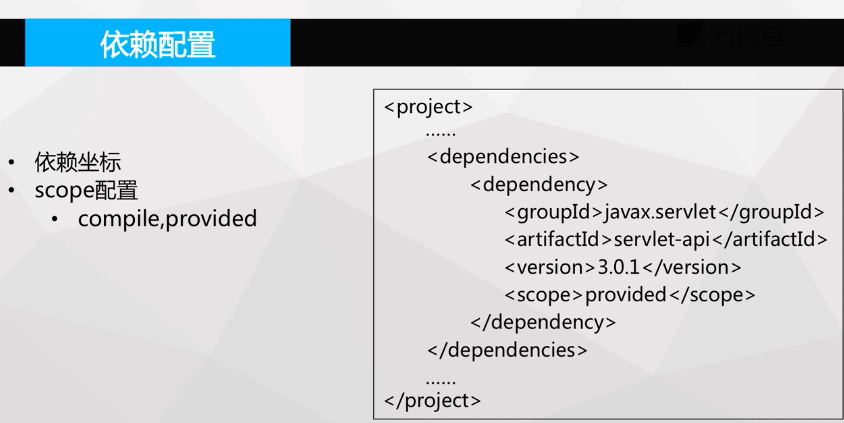 依赖配置
云课堂
• 依赖坐标
• scope配置
• compile,provided
<project>
......
<dependencies>
<dependency>
<groupId>javax.servlet</groupId>
<artifactId>servlet-api</artifactId>
<version>3.0.1</version>
<scope>provided</scope>
</dependency>
</dependencies>
......
</project>